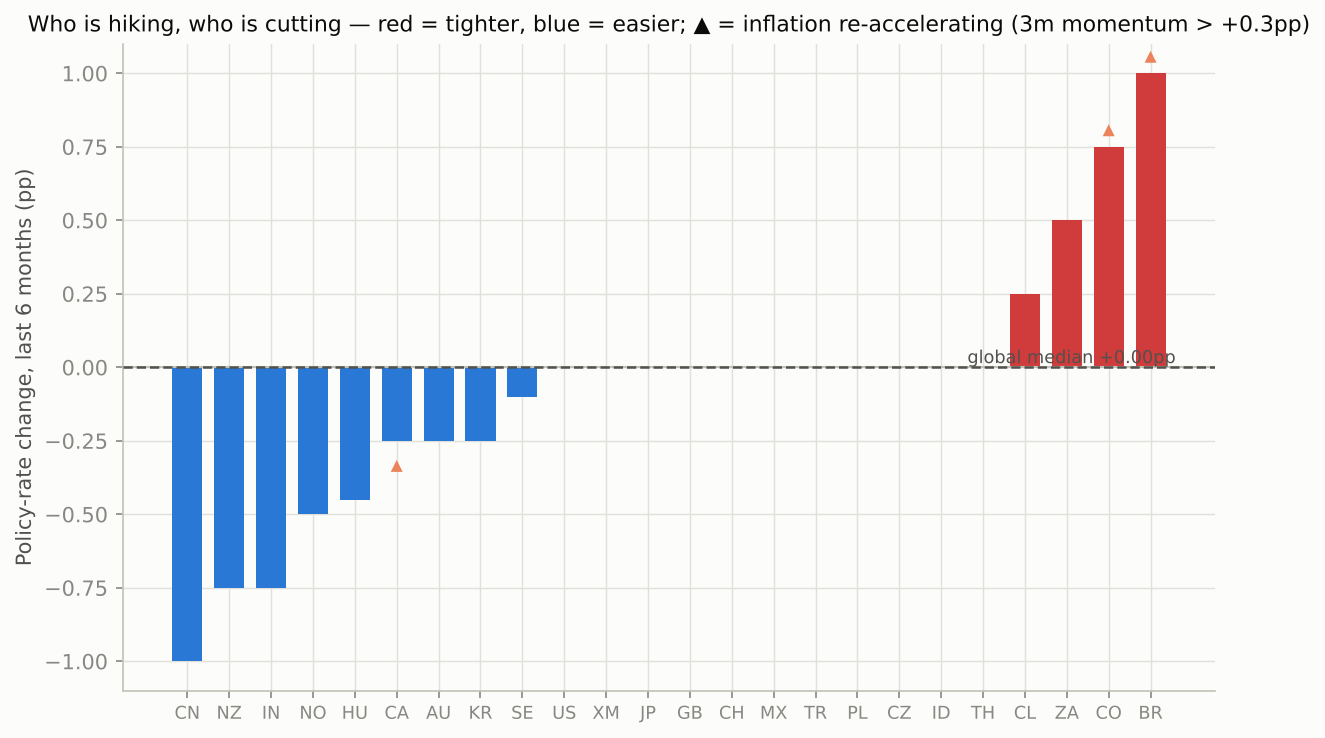 Who is hiking, who is cutting — red = tighter, blue = easier; ▲ = inflation re-accelerating (3m momentum > +0.3pp)
Policy-rate change, last 6 months (pp)
1.00
0.75
0.50
0.25
0.00
−0.25
−0.50
−0.75
−1.00
global median +0.00pp
CN NZ IN NO HU CA AU KR SE US XM JP GB CH MX TR PL CZ ID TH CL ZA CO BR